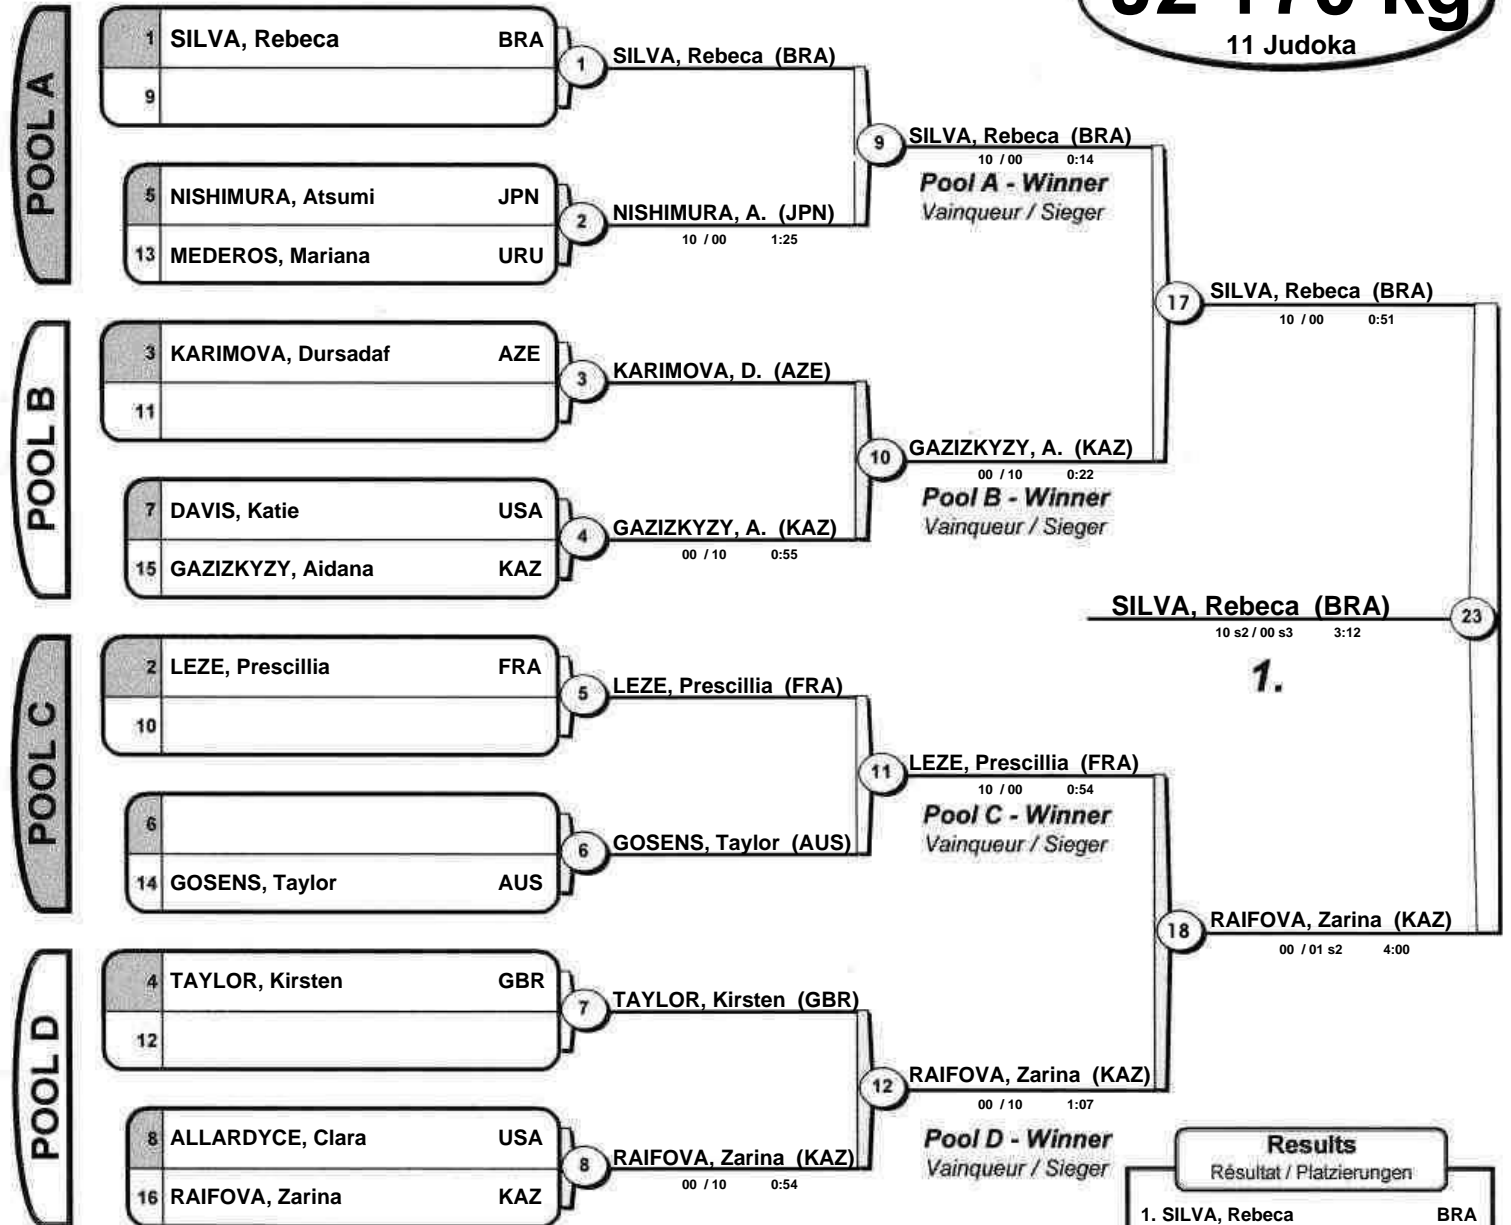 11 Judoka
POOL A
1 SILVA, Rebeca BRA
9
5 NISHIMURA, Atsumi JPN
13 MEDEROS, Mariana URU
1 SILVA, Rebeca (BRA)
2 NISHIMURA, A. (JPN)
10 / 00 1:25
9 SILVA, Rebeca (BRA)
10 / 00 0:14
Pool A - Winner
Vainqueur / Sieger
POOL B
3 KARIMOVA, Dursadaf AZE
11
7 DAVIS, Katie USA
15 GAZIZKYZY, Aidana KAZ
3 KARIMOVA, D. (AZE)
4 GAZIZKYZY, A. (KAZ)
00 / 10 0:55
10 GAZIZKYZY, A. (KAZ)
00 / 10 0:22
Pool B - Winner
Vainqueur / Sieger
17 SILVA, Rebeca (BRA)
10 / 00 0:51
SILVA, Rebeca (BRA) 23
10 s2 / 00 s3 3:12
1.
POOL C
2 LEZE, Prescillia FRA
10
6
14 GOSENS, Taylor AUS
5 LEZE, Prescillia (FRA)
6 GOSENS, Taylor (AUS)
11 LEZE, Prescillia (FRA)
10 / 00 0:54
Pool C - Winner
Vainqueur / Sieger
POOL D
4 TAYLOR, Kirsten GBR
12
8 ALLARDYCE, Clara USA
16 RAIFOVA, Zarina KAZ
7 TAYLOR, Kirsten (GBR)
8 RAIFOVA, Zarina (KAZ)
00 / 10 0:54
12 RAIFOVA, Zarina (KAZ)
00 / 10 1:07
Pool D - Winner
Vainqueur / Sieger
18 RAIFOVA, Zarina (KAZ)
00 / 01 s2 4:00
Results
Résultat / Platzierungen
1. SILVA, Rebeca BRA